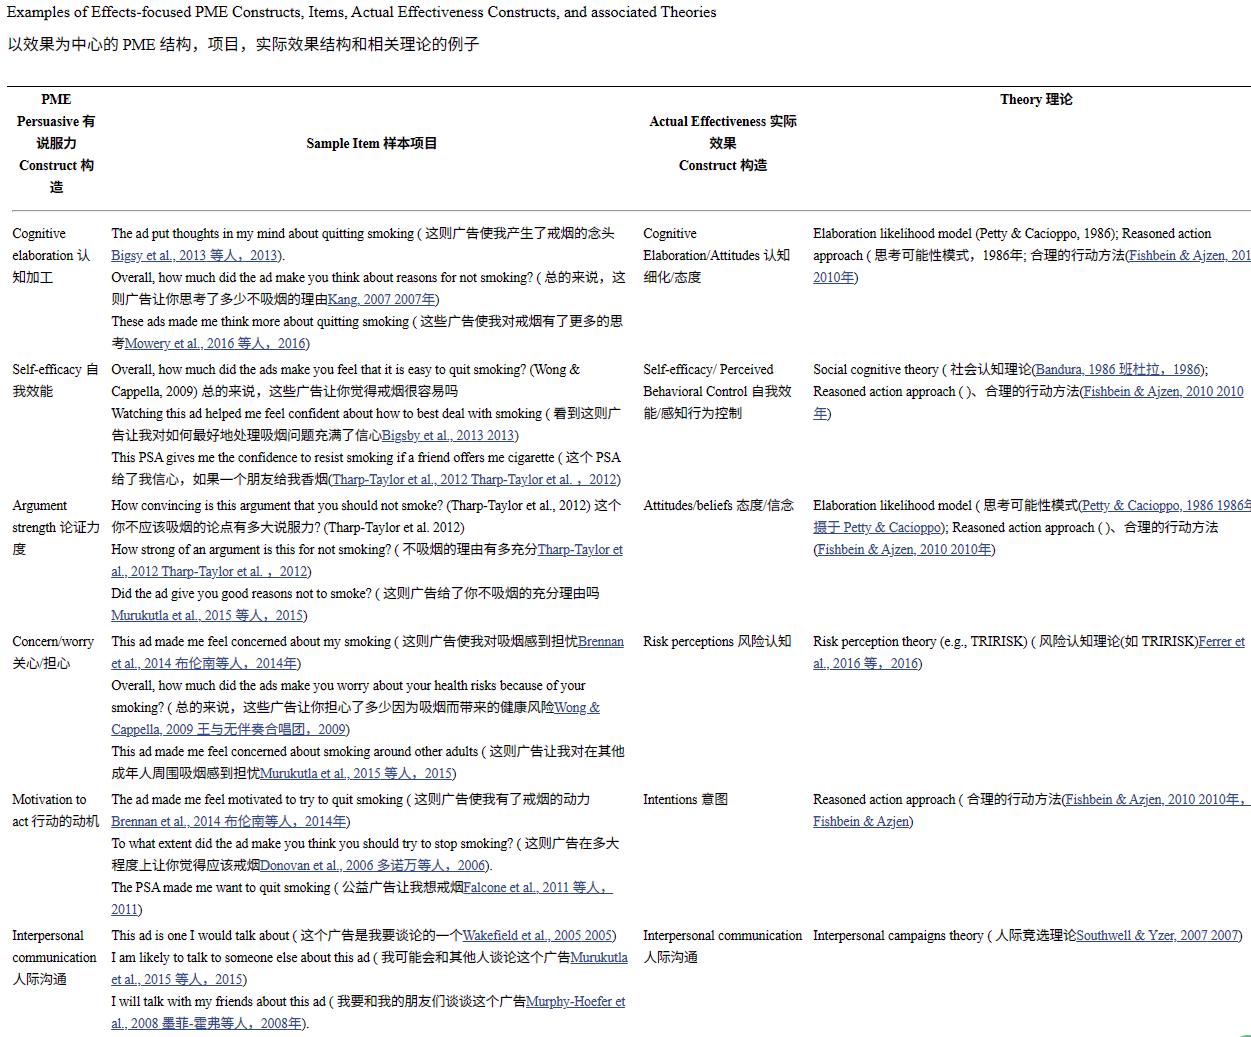 Examples of Effects-focused PME Constructs, Items, Actual Effectiveness Constructs, and associated Theories
以效果为中心的 PME 结构，项目，实际效果结构和相关理论的例子
PME
Persuasive 有
说服力
Construct 构
造
Sample Item 样本项目
Actual Effectiveness 实际
效果
Construct 构造
Theory 理论
Cognitive
elaboration 认
知加工
The ad put thoughts in my mind about quitting smoking ( 这则广告使我产生了戒烟的念头
Bigsy et al., 2013 等人，2013).
Overall, how much did the ad make you think about reasons for not smoking? ( 总的来说，这
则广告让你思考了多少不吸烟的理由Kang, 2007 2007年)
These ads made me think more about quitting smoking ( 这些广告使我对戒烟有了更多的思
考Mowery et al., 2016 等人，2016)
Cognitive
Elaboration/Attitudes 认知
细化/态度
Elaboration likelihood model (Petty & Cacioppo, 1986); Reasoned action
approach ( 思考可能性模式，1986年; 合理的行动方法(Fishbein & Ajzen, 201
2010年)
Self-efficacy 自
我效能
Overall, how much did the ads make you feel that it is easy to quit smoking? (Wong &
Cappella, 2009) 总的来说，这些广告让你觉得戒烟很容易吗
Watching this ad helped me feel confident about how to best deal with smoking ( 看到这则广
告让我对如何最好地处理吸烟问题充满了信心Bigsby et al., 2013 2013)
This PSA gives me the confidence to resist smoking if a friend offers me cigarette ( 这个 PSA
给了我信心，如果一个朋友给我香烟(Tharp-Taylor et al., 2012 Tharp-Taylor et al. ，2012)
Self-efficacy/ Perceived
Behavioral Control 自我效
能/感知行为控制
Social cognitive theory ( 社会认知理论(Bandura, 1986 班杜拉，1986);
Reasoned action approach ( )、合理的行动方法(Fishbein & Ajzen, 2010 2010
年)
Argument
strength 论证力
度
How convincing is this argument that you should not smoke? (Tharp-Taylor et al., 2012) 这个
你不应该吸烟的论点有多大说服力? (Tharp-Taylor et al. 2012)
How strong of an argument is this for not smoking? ( 不吸烟的理由有多充分Tharp-Taylor et
al., 2012 Tharp-Taylor et al. ，2012)
Did the ad give you good reasons not to smoke? ( 这则广告给了你不吸烟的充分理由吗
Murukutla et al., 2015 等人，2015)
Attitudes/beliefs 态度/信念
Elaboration likelihood model ( 思考可能性模式(Petty & Cacioppo, 1986 1986年
摄于 Petty & Cacioppo); Reasoned action approach ( )、合理的行动方法
(Fishbein & Ajzen, 2010 2010年)
Concern/worry
关心/担心
This ad made me feel concerned about my smoking ( 这则广告使我对吸烟感到担忧Brennan
et al., 2014 布伦南等人，2014年)
Overall, how much did the ads make you worry about your health risks because of your
smoking? ( 总的来说，这些广告让你担心了多少因为吸烟而带来的健康风险Wong &
Cappella, 2009 王与无伴奏合唱团，2009)
This ad made me feel concerned about smoking around other adults ( 这则广告让我对在其他
成年人周围吸烟感到担忧Murukutla et al., 2015 等人，2015)
Risk perceptions 风险认知
Risk perception theory (e.g., TRIRISK) ( 风险认知理论(如 TRIRISK)Ferrer et
al., 2016 等，2016)
Motivation to
act 行动的动机
The ad made me feel motivated to try to quit smoking ( 这则广告使我有了戒烟的动力
Brennan et al., 2014 布伦南等人，2014年)
To what extent did the ad make you think you should try to stop smoking? ( 这则广告在多大
程度上让你觉得应该戒烟Donovan et al., 2006 多诺万等人，2006).
The PSA made me want to quit smoking ( 公益广告让我想戒烟Falcone et al., 2011 等人，
2011)
Intentions 意图
Reasoned action approach ( 合理的行动方法(Fishbein & Azjen, 2010 2010年，
Fishbein & Azjen)
Interpersonal
communication
人际沟通
This ad is one I would talk about ( 这个广告是我要谈论的一个Wakefield et al., 2005 2005)
I am likely to talk to someone else about this ad ( 我可能会和其他人谈论这个广告Murukutla
et al., 2015 等人，2015)
I will talk with my friends about this ad ( 我要和我的朋友们谈谈这个广告Murphy-Hoefer et
al., 2008 墨菲-霍弗等人，2008年).
Interpersonal communication
人际沟通
Interpersonal campaigns theory ( 人际竞选理论Southwell & Yzer, 2007 2007)